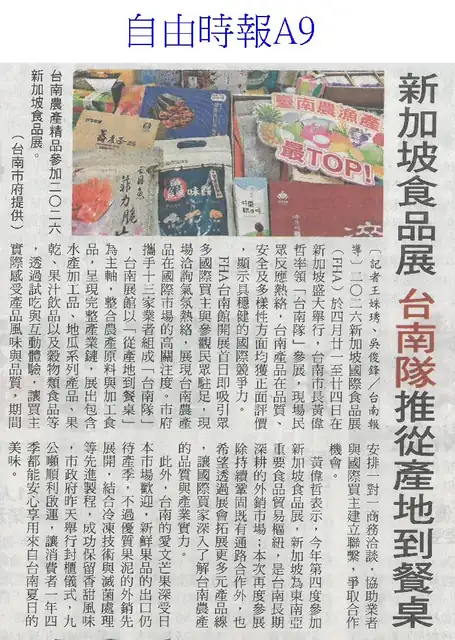 自由時報A9
新加坡食品展 台南隊推從產地到餐桌
臺南農漁產
最TOP!
台南農產精品參加二〇二六
新加坡食品展。
（台南市府提供）
〔記者王姝琇、吳俊鋒／台南報
導〕二〇二六新加坡國際食品展
（FHA）於四月廿一至廿四日在
新加坡盛大舉行，台南市長黃偉
哲率領「台南隊」參展，現場民
眾反應熱絡，台南產品在品質、
安全及多樣性方面均獲正面評價
，顯示其穩健的國際競爭力。
FHA台南館開展首日即吸引眾
多國際買主與參觀民眾駐足，現
場洽詢氣氛熱絡，展現台南農產
品在國際市場的高關注度。市府
攜手十三家業者組成「台南隊」
，台南展館以「從產地到餐桌」
為主軸，整合農產原料與加工食
品，呈現完整產業鏈，展出包含
水產加工品、地瓜系列產品、果
乾、果汁飲品以及穀物類食品等
，透過試吃與互動體驗，讓買主
實際感受產品風味與品質，期間
安排一對一商務洽談，協助業者
與國際買主建立聯繫，爭取合作
機會。
黃偉哲表示，今年第四度參加
新加坡食品展，新加坡為東南亞
重要食品貿易樞紐，是台南長期
深耕的外銷市場；本次再度參展
除持續鞏固既有通路合作外，也
希望透過展會拓展更多元產品線
，讓國際買家深入了解台南農產
的品質與產業實力。
此外，台南的愛文芒果深受日
本市場歡迎，新鮮果品的出口仍
待產季，不過優質果泥的外銷先
展開，結合冷凍技術與滅菌處理
等先進製程，成功保留香甜風味
，市政府昨天舉行封櫃儀式，九
公噸順利啟運，讓消費者一年四
季都能安心享用來自台南夏日的
美味。